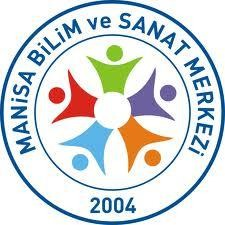 MANİSA BİLİM ve SANAT MERKEZİ
2004